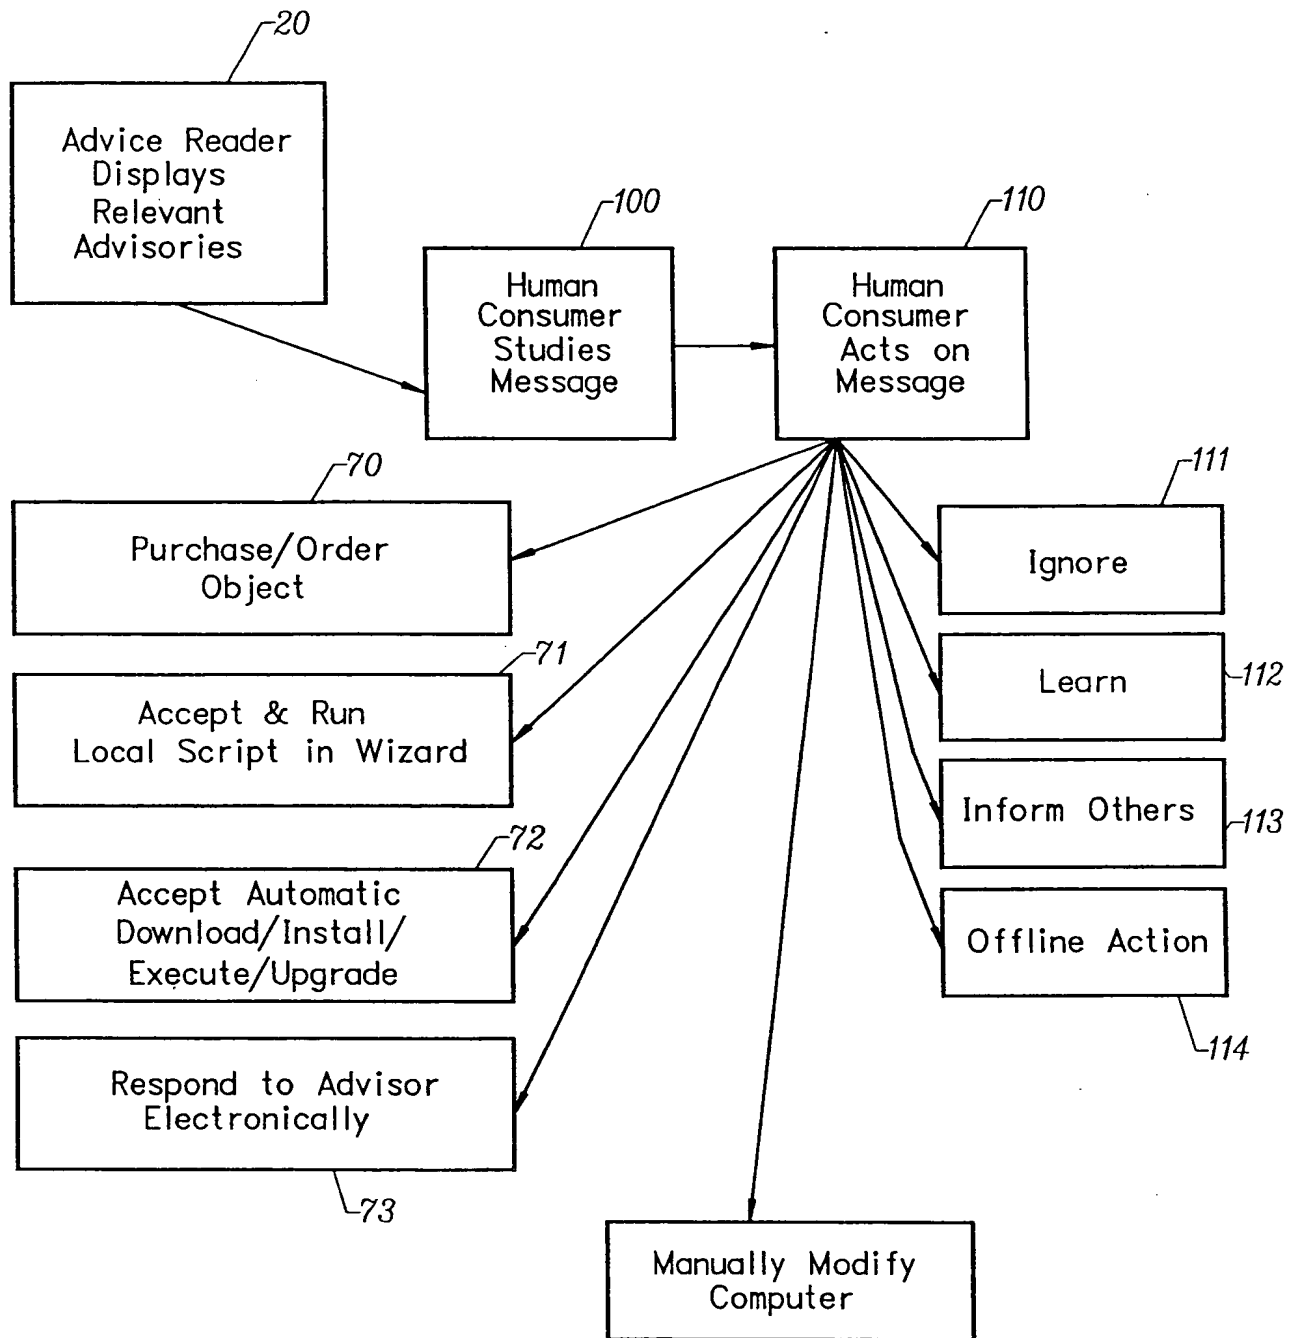 20
Advice Reader
Displays
Relevant
Advisories
100
Human
Consumer
Studies
Message
110
Human
Consumer
Acts on
Message
70
Purchase/Order
Object
71
Accept & Run
Local Script in Wizard
72
Accept Automatic
Download/Install/
Execute/Upgrade
Respond to Advisor
Electronically
73
111
Ignore
Learn
112
Inform Others
113
Offline Action
114
Manually Modify
Computer